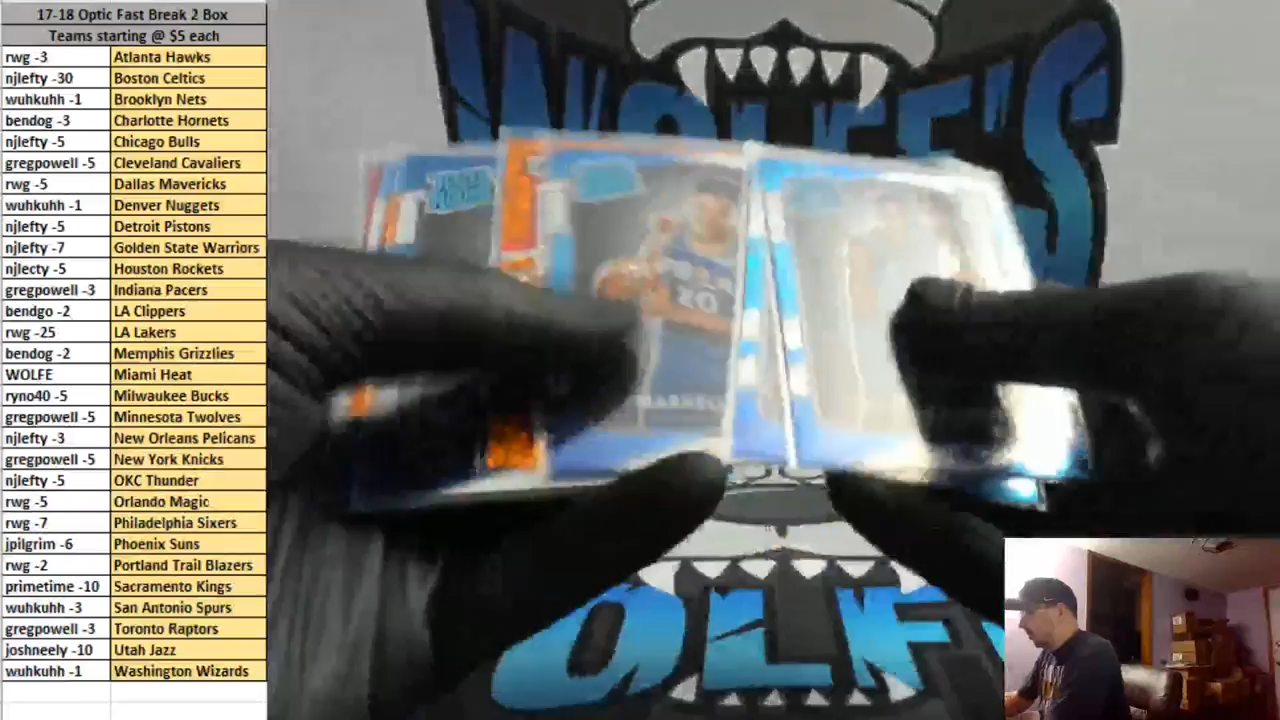 17-18 Optic Fast Break 2 Box
Teams starting @ $5 each
rwg -3 Atlanta Hawks
njlefty -30 Boston Celtics
wuhkuhh -1 Brooklyn Nets
bendog -3 Charlotte Hornets
njlefty -5 Chicago Bulls
gregpowell -5 Cleveland Cavaliers
rwg -5 Dallas Mavericks
wuhkuhh -1 Denver Nuggets
njlefty -5 Detroit Pistons
njlefty -7 Golden State Warriors
njlecty -5 Houston Rockets
gregpowell -3 Indiana Pacers
bendgo -2 LA Clippers
rwg -25 LA Lakers
bendog -2 Memphis Grizzlies
WOLFE Miami Heat
ryno40 -5 Milwaukee Bucks
gregpowell -5 Minnesota Twolves
njlefty -3 New Orleans Pelicans
gregpowell -5 New York Knicks
njlefty -5 OKC Thunder
rwg -5 Orlando Magic
rwg -7 Philadelphia Sixers
jpilgrim -6 Phoenix Suns
rwg -2 Portland Trail Blazers
primetime -10 Sacramento Kings
wuhkuhh -3 San Antonio Spurs
gregpowell -3 Toronto Raptors
joshneely -10 Utah Jazz
wuhkuhh -1 Washington Wizards
WOLFE'S
20
MARKELLE
OLF